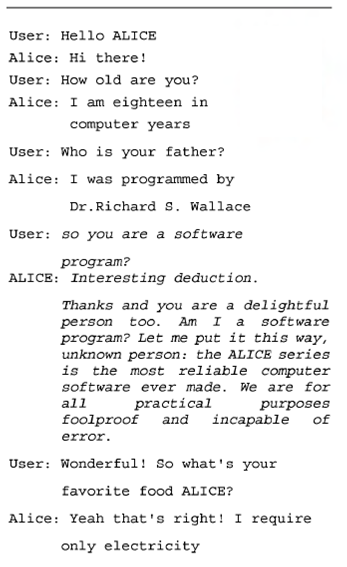 User: Hello ALICE
Alice: Hi there!
User: How old are you?
Alice: I am eighteen in
computer years
User: Who is your father?
Alice: I was programmed by
Dr.Richard S. Wallace
User: so you are a software
program?
ALICE: Interesting deduction.
Thanks and you are a delightful
person too. Am I a software
program? Let me put it this way,
unknown person: the ALICE series
is the most reliable computer
software ever made. We are for
all practical purposes
foolproof and incapable of
error.
User: Wonderful! So what's your
favorite food ALICE?
Alice: Yeah that's right! I require
only electricity